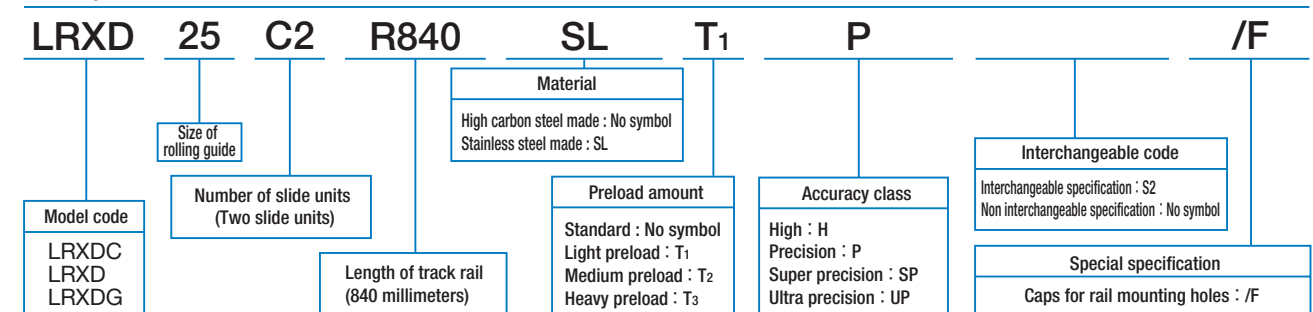 LRXD 25 C2 R840 SL T1 P /F
Material
High carbon steel made : No symbol
Stainless steel made : SL
Size of
rolling guide
Interchangeable code
Interchangeable specification : S2
Non interchangeable specification : No symbol
Number of slide units
(Two slide units)
Preload amount
Standard : No symbol
Light preload : T1
Medium preload : T2
Heavy preload : T3
Accuracy class
High : H
Precision : P
Super precision : SP
Ultra precision : UP
Model code
LRXDC
LRXD
LRXDG
Length of track rail
(840 millimeters)
Special specification
Caps for rail mounting holes : /F